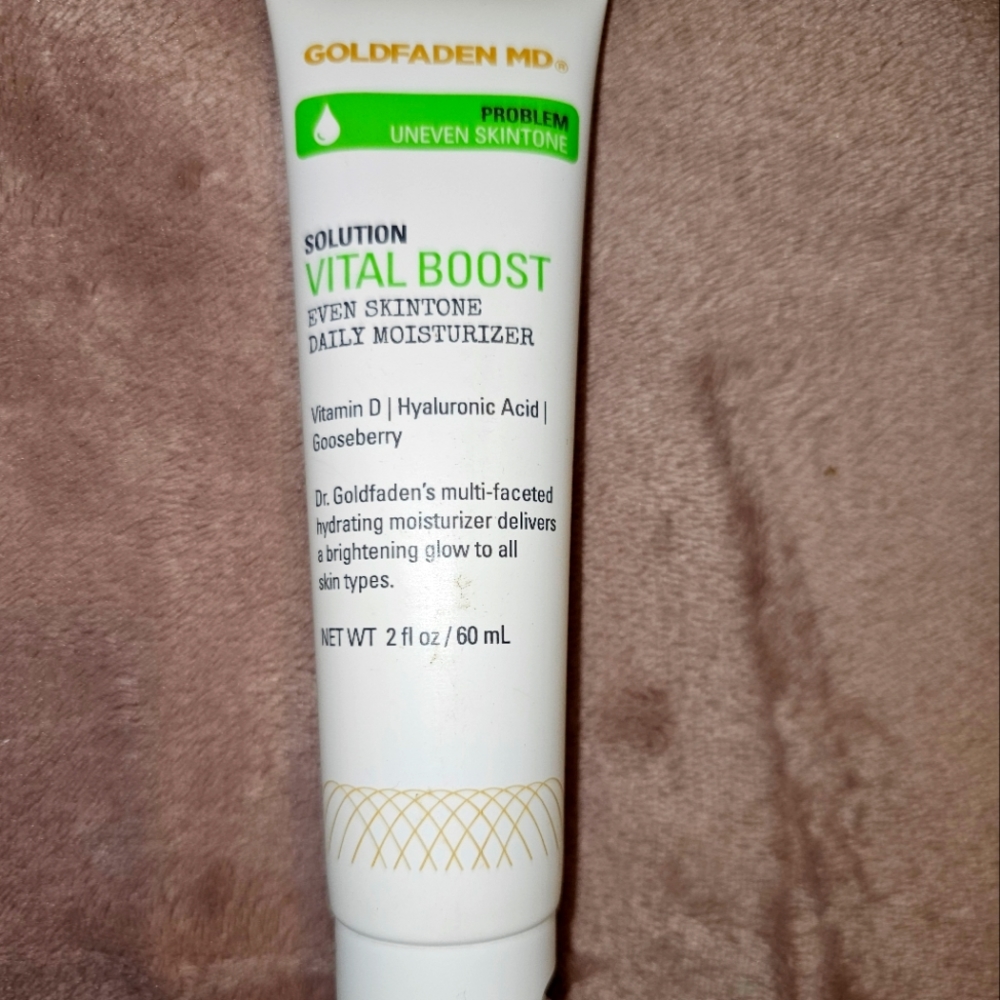 GOLDFADEN MD®
PROBLEM
UNEVEN SKINTONE
SOLUTION
VITAL BOOST
EVEN SKINTONE
DAILY MOISTURIZER
Vitamin D | Hyaluronic Acid |
Gooseberry
Dr. Goldfaden's multi-faceted
hydrating moisturizer delivers
a brightening glow to all
skin types.
NET WT 2 fl oz / 60 mL